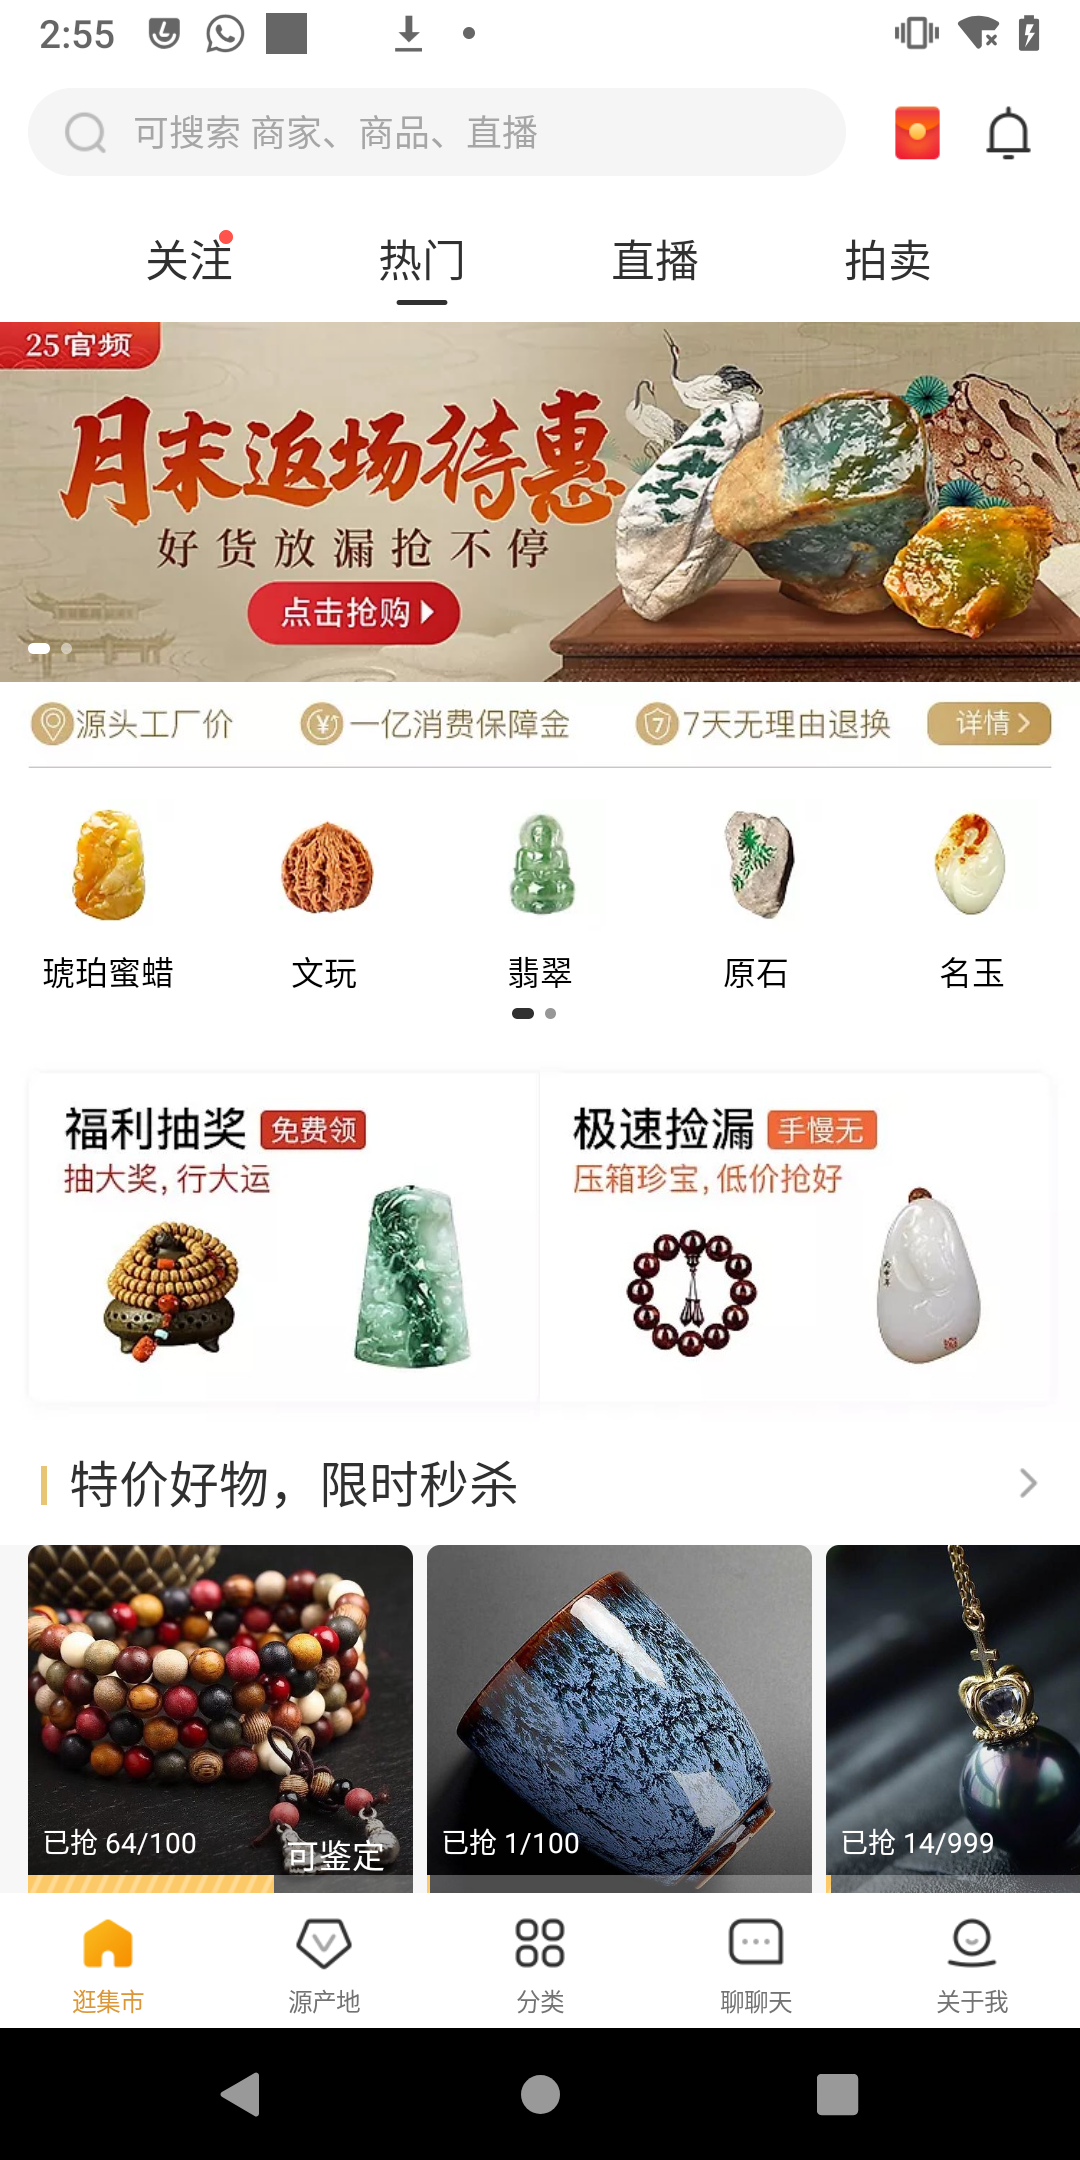 2:55
可搜索 商家、商品、直播
关注
热门
直播
拍卖
25官频
月末返场待惠
好货放漏抢不停
点击抢购
源头工厂价
一亿消费保障金
7天无理由退换
详情
琥珀蜜蜡
文玩
翡翠
原石
名玉
福利抽奖 免费领
抽大奖,行大运
极速捡漏 手慢无
压箱珍宝,低价抢好
特价好物，限时秒杀
已抢 64/100
可鉴定
已抢 1/100
已抢 14/999
逛集市
源产地
分类
聊聊天
关于我